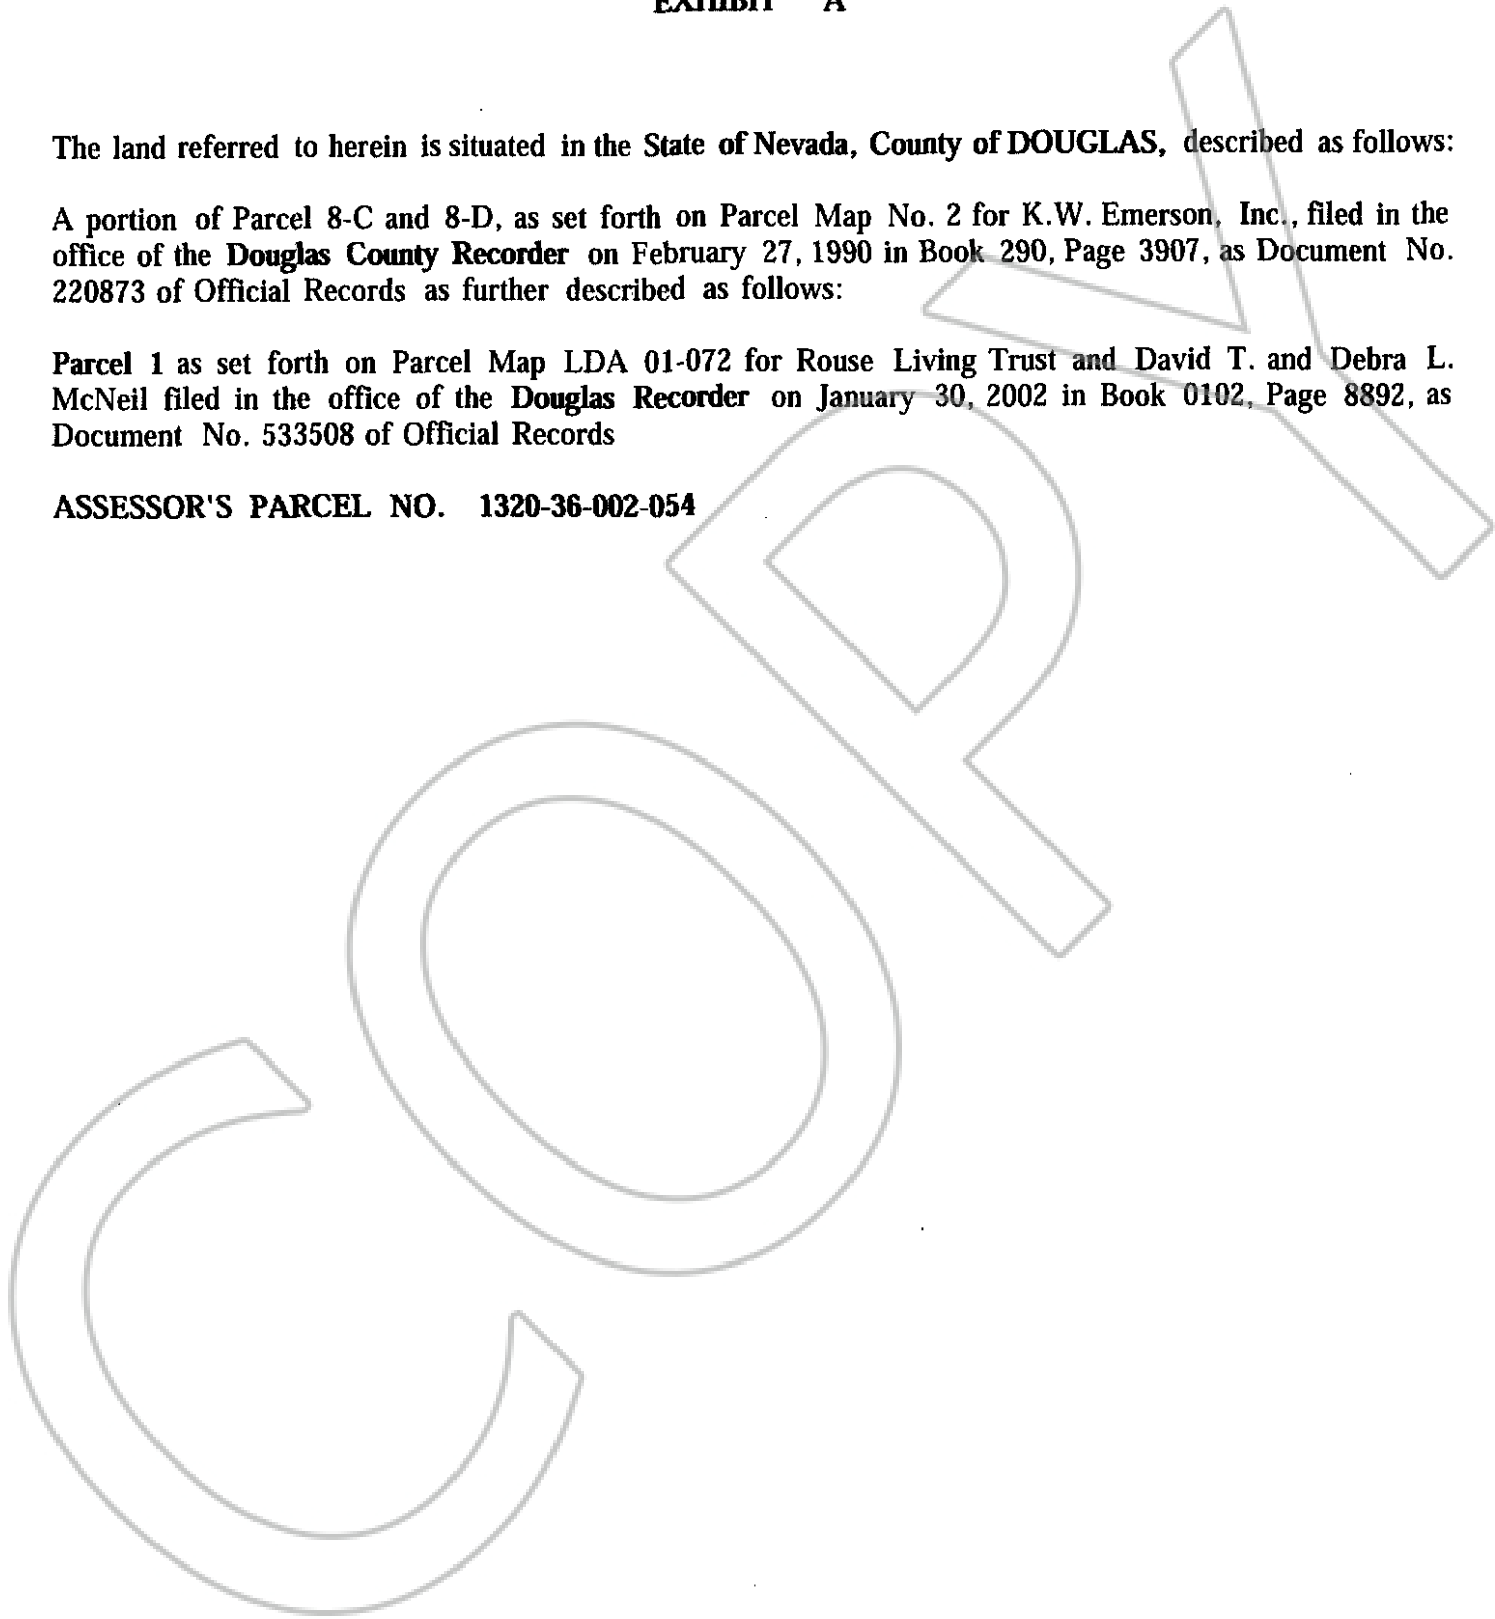 EXHIBIT A
The land referred to herein is situated in the State of Nevada, County of DOUGLAS, described as follows:
A portion of Parcel 8-C and 8-D, as set forth on Parcel Map No. 2 for K.W. Emerson, Inc., filed in the
office of the Douglas County Recorder on February 27, 1990 in Book 290, Page 3907, as Document No.
220873 of Official Records as further described as follows:
Parcel 1 as set forth on Parcel Map LDA 01-072 for Rouse Living Trust and David T. and Debra L.
McNeil filed in the office of the Douglas Recorder on January 30, 2002 in Book 0102, Page 8892, as
Document No. 533508 of Official Records
ASSESSOR'S PARCEL NO. 1320-36-002-054
COPY